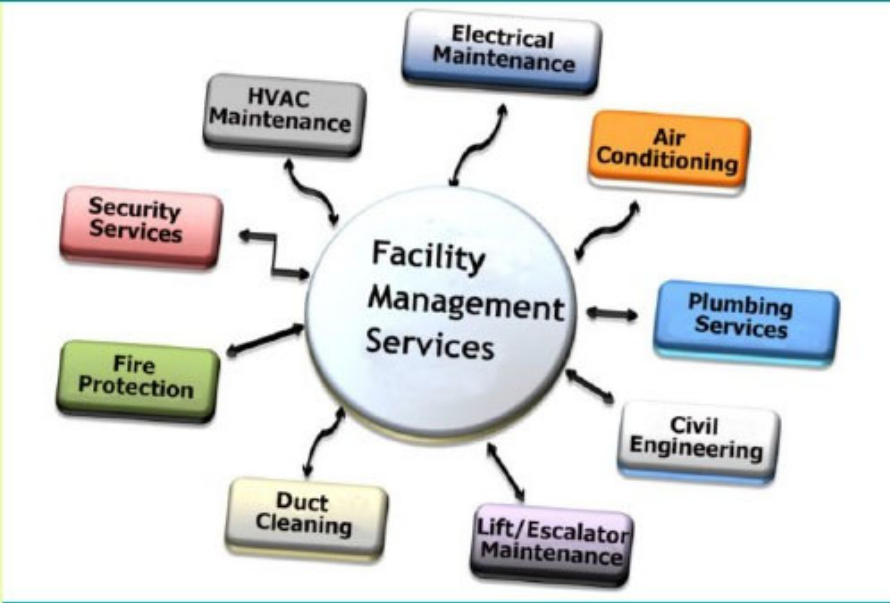 Electrical
Maintenance
HVAC
Maintenance
Air
Conditioning
Security
Services
Facility
Management
Services
Plumbing
Services
Fire
Protection
Civil
Engineering
Duct
Cleaning
Lift/Escalator
Maintenance